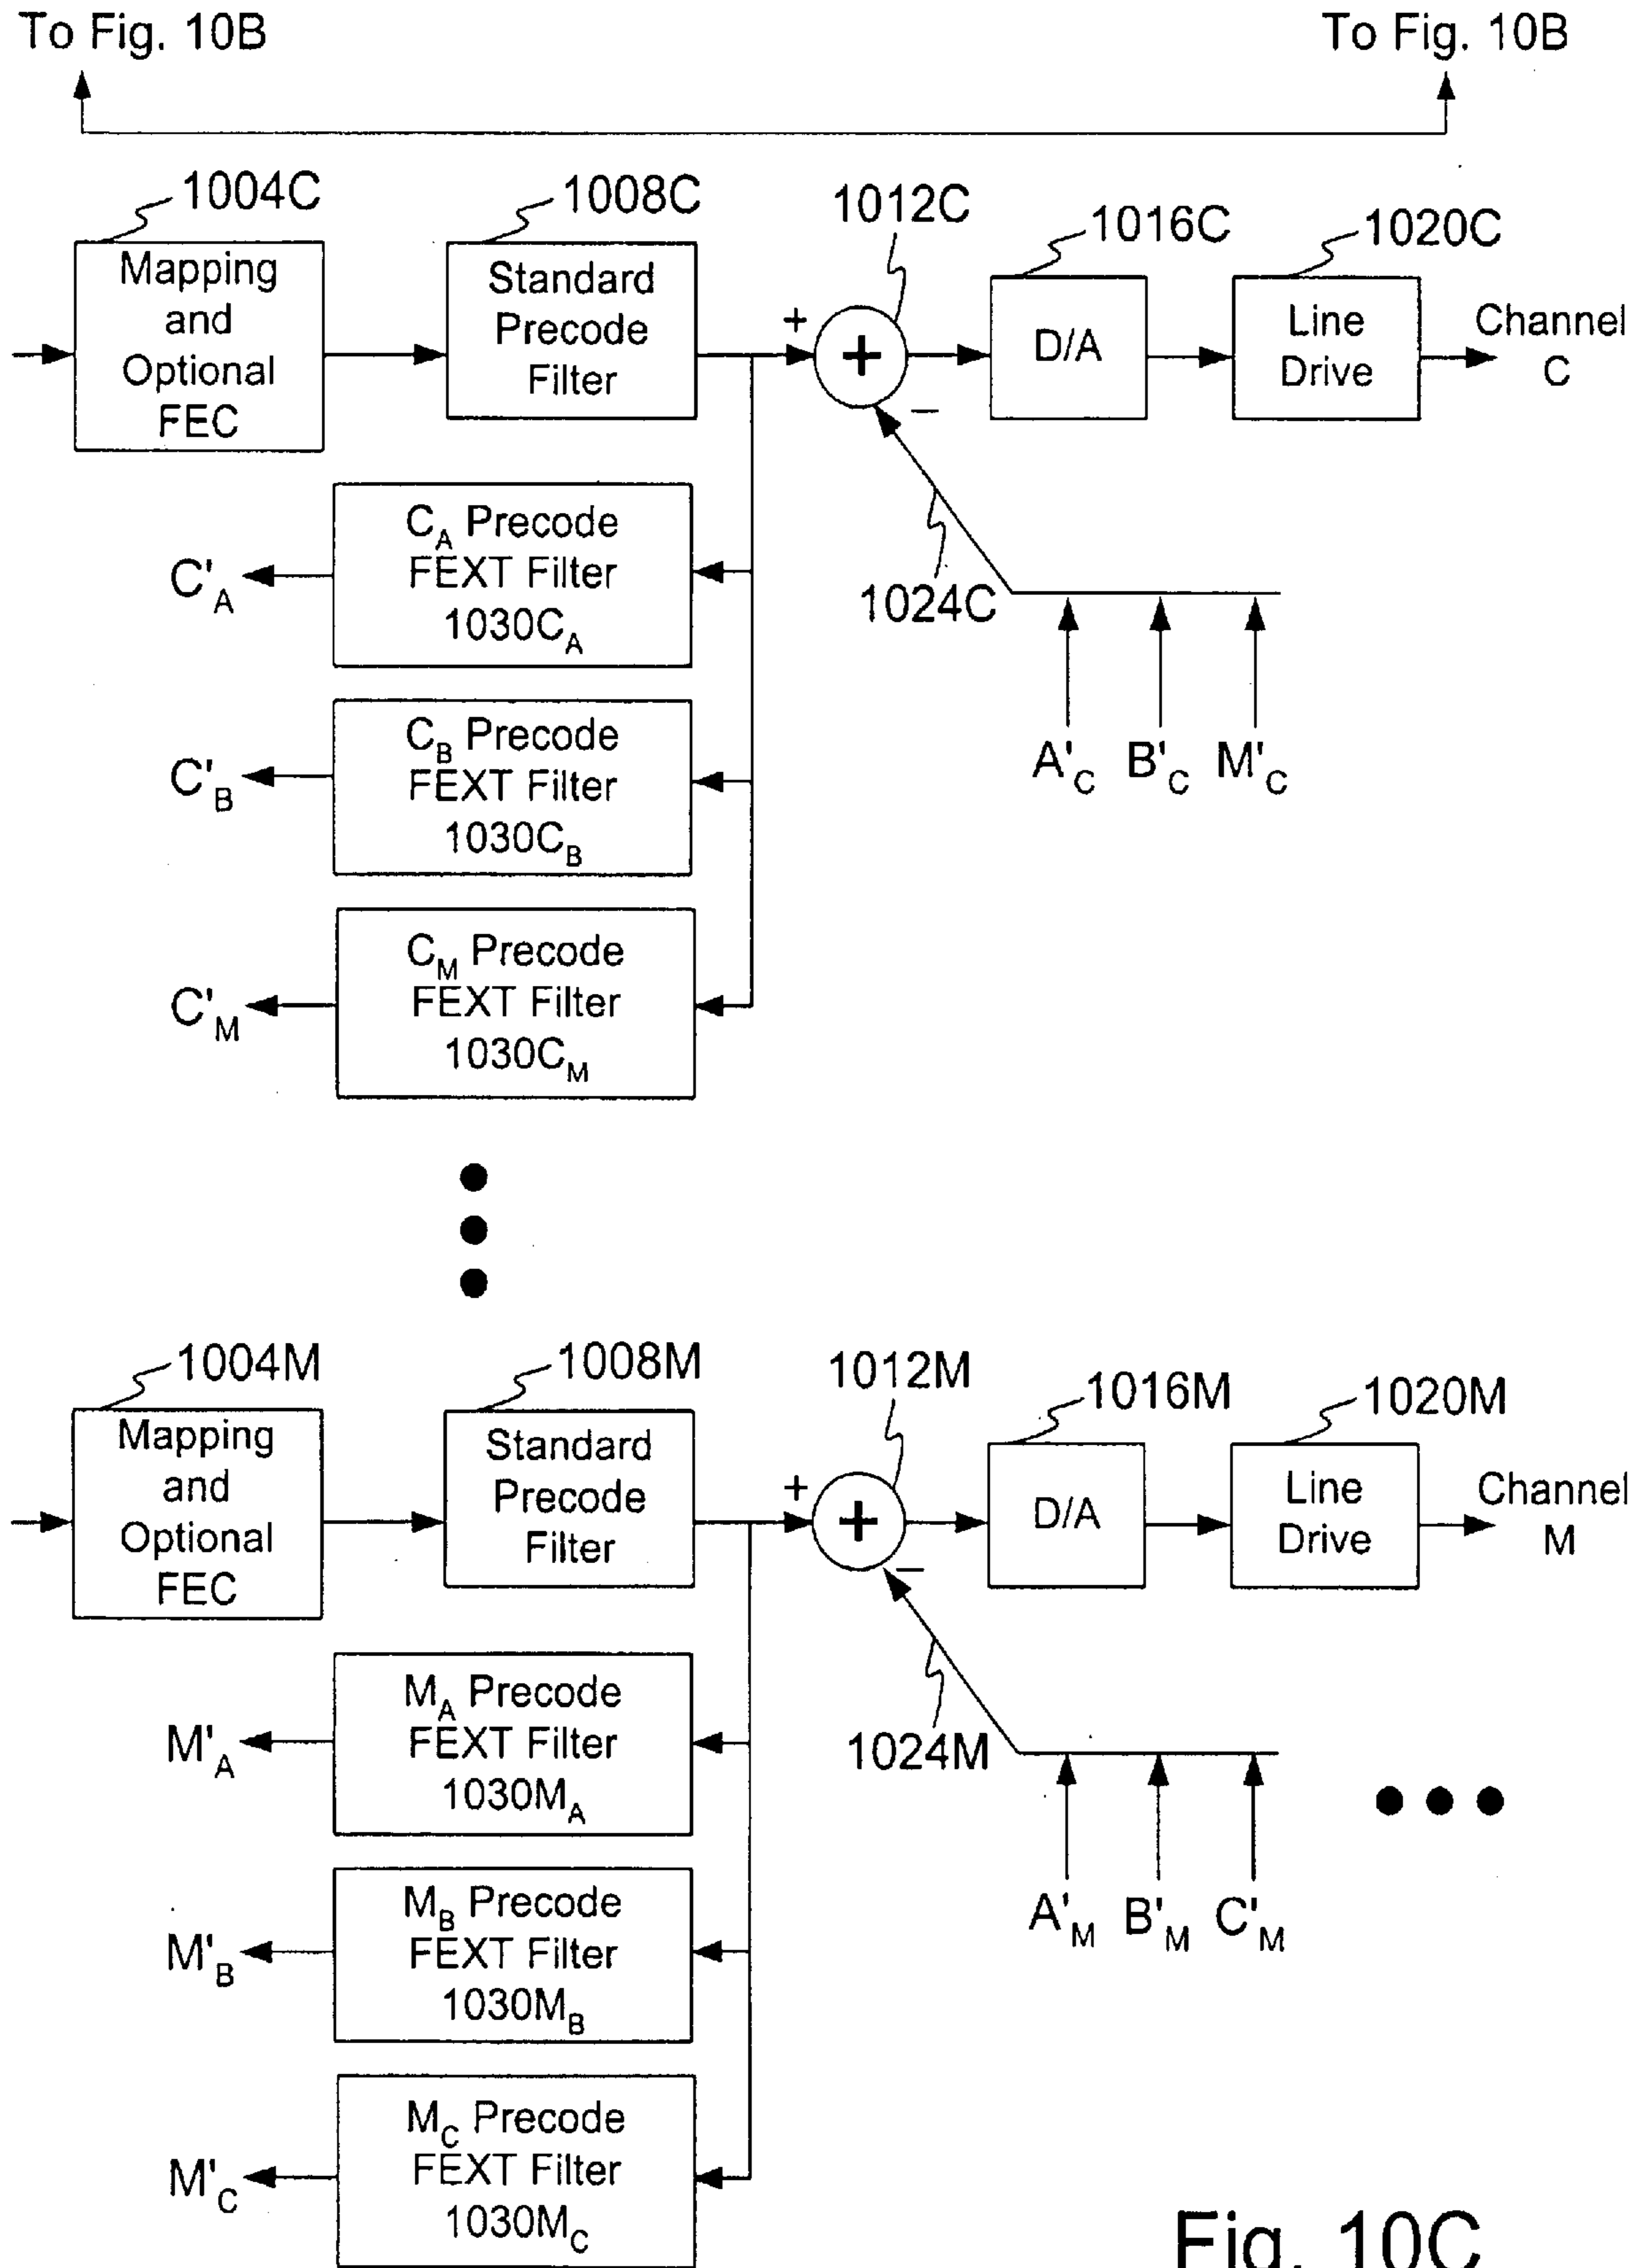 To Fig. 10B
To Fig. 10B
1004C
1008C
1012C
1016C
1020C
Mapping
and
Optional
FEC
Standard
Precode
Filter
+
+
−
D/A
Line
Drive
Channel
C
1024C
C'A
CA Precode
FEXT Filter
1030CA
C'B
CB Precode
FEXT Filter
1030CB
C'M
CM Precode
FEXT Filter
1030CM
A'C B'C M'C
1004M
1008M
1012M
1016M
1020M
Mapping
and
Optional
FEC
Standard
Precode
Filter
+
+
−
D/A
Line
Drive
Channel
M
1024M
M'A
MA Precode
FEXT Filter
1030MA
M'B
MB Precode
FEXT Filter
1030MB
M'C
MC Precode
FEXT Filter
1030MC
A'M B'M C'M
Fig. 10C